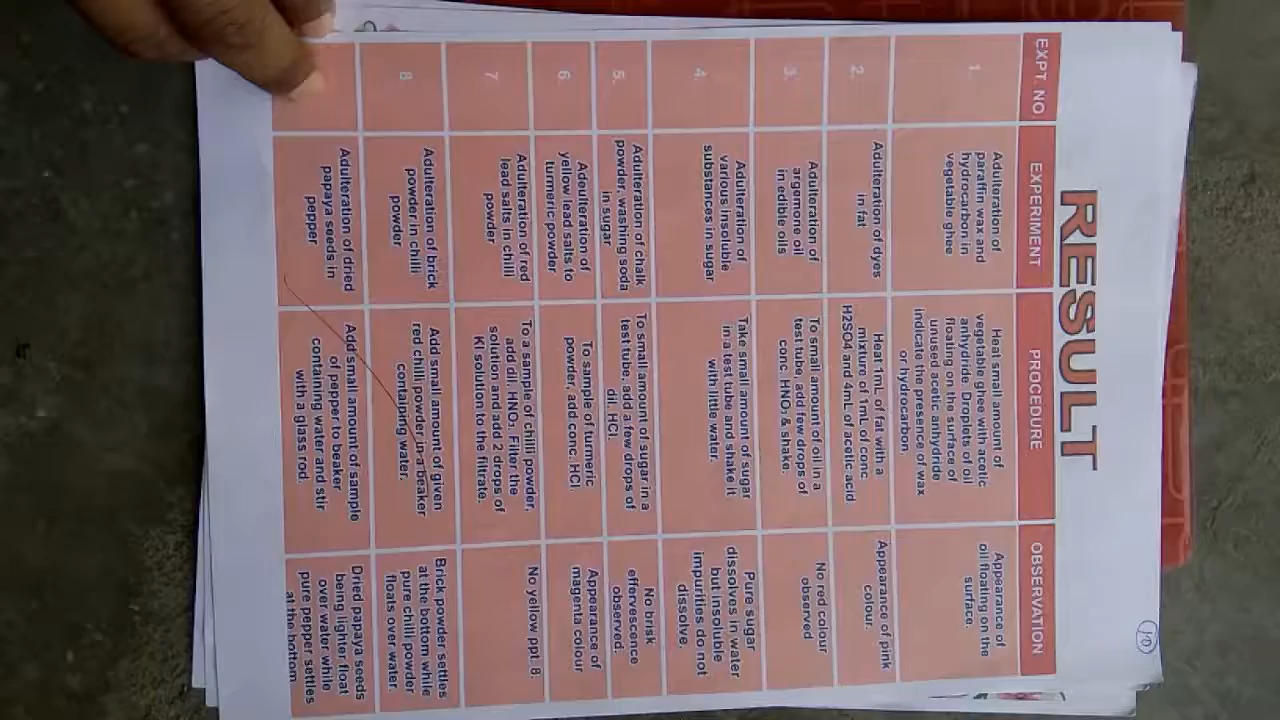 RESULT
EXPT. NO.
EXPERIMENT
PROCEDURE
OBSERVATION
1.
Adulteration of
paraffin wax and
hydrocarbon in
vegetable ghee
Heat small amount of
vegetable ghee with acetic
anhydride. Droplets of oil
floating on the surface of
unused acetic anhydride
indicate the presence of wax
or hydrocarbon.
Appearance of
oil floating on the
surface.
2.
Adulteration of dyes
in fat
Heat 1mL of fat with a
mixture of 1mL of conc.
H2SO4 and 4mL of acetic acid
Appearance of pink
colour.
3.
Adulteration of
argemone oil
in edible oils
To small amount of oil in a
test tube, add few drops of
conc. HNO₃ & shake.
No red colour
observed
4.
Adulteration of
various insoluble
substances in sugar
Take small amount of sugar
in a test tube and shake it
with little water.
Pure sugar
dissolves in water
but insoluble
impurities do not
dissolve.
5.
Adulteration of chalk
powder, washing soda
in sugar
To small amount of sugar in a
test tube, add a few drops of
dil. HCl.
No brisk
effervescence
observed.
6.
Adeulteration of
yellow lead salts to
turmeric powder
To sample of turmeric
powder, add conc. HCl
Appearance of
magenta colour
7
Adulteration of red
lead salts in chilli
powder
To a sample of chilli powder,
add dil. HNO₃. Filter the
solution and add 2 drops of
KI solution to the filtrate.
No yellow ppt. 8.
8
Adulteration of brick
powder in chilli
powder
Add small amount of given
red chilli powder in a beaker
containing water.
Brick powder settles
at the bottom while
pure chilli powder
floats over water.
Adulteration of dried
papaya seeds in
pepper
Add small amount of sample
of pepper to beaker
containing water and stir
with a glass rod.
Dried papaya seeds
being lighter float
over water while
pure pepper settles
at the bottom